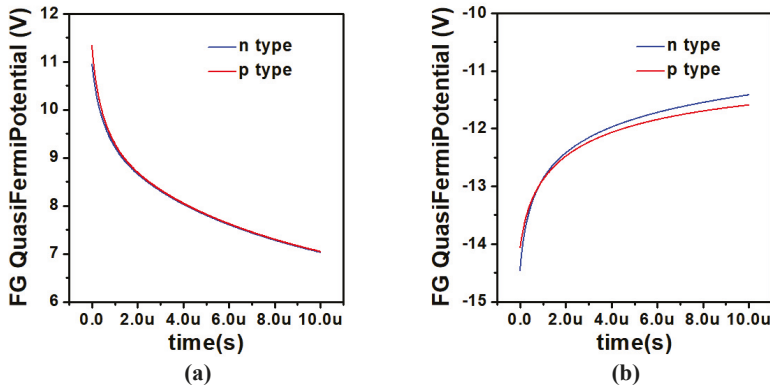 12
11
10
9
8
7
6
FG QuasiFermiPotential (V)
n type
p type
0.0 2.0u 4.0u 6.0u 8.0u 10.0u
time(s)
(a)
-10
-11
-12
-13
-14
-15
FG QuasiFermiPotential (V)
n type
p type
0.0 2.0u 4.0u 6.0u 8.0u 10.0u
time(s)
(b)